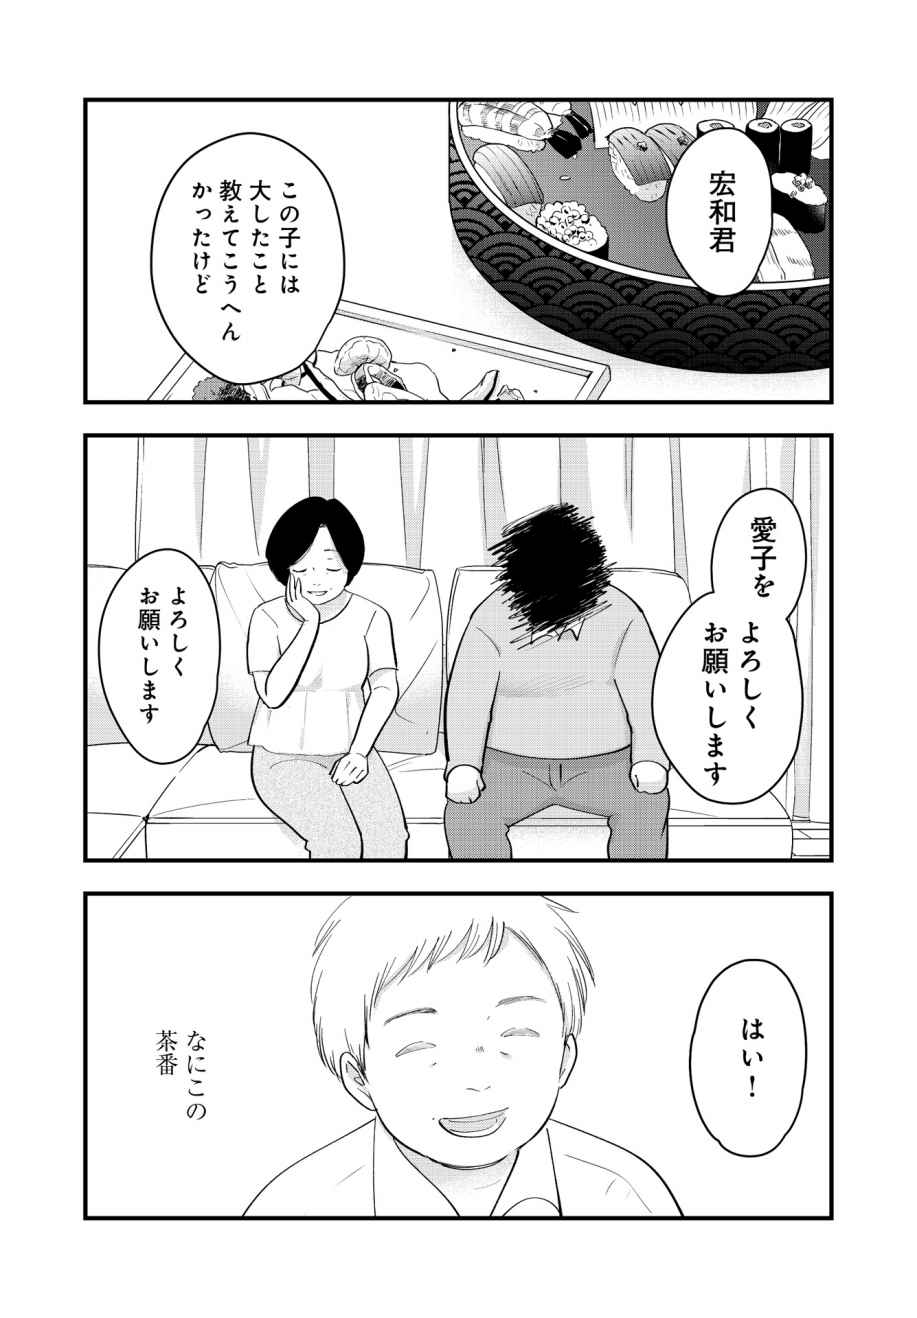 宏和君
この子には
大したこと
教えてこうへん
かったけど
愛子を
よろしく
お願いします
よろしく
お願いします
はい！
なにこの
茶番